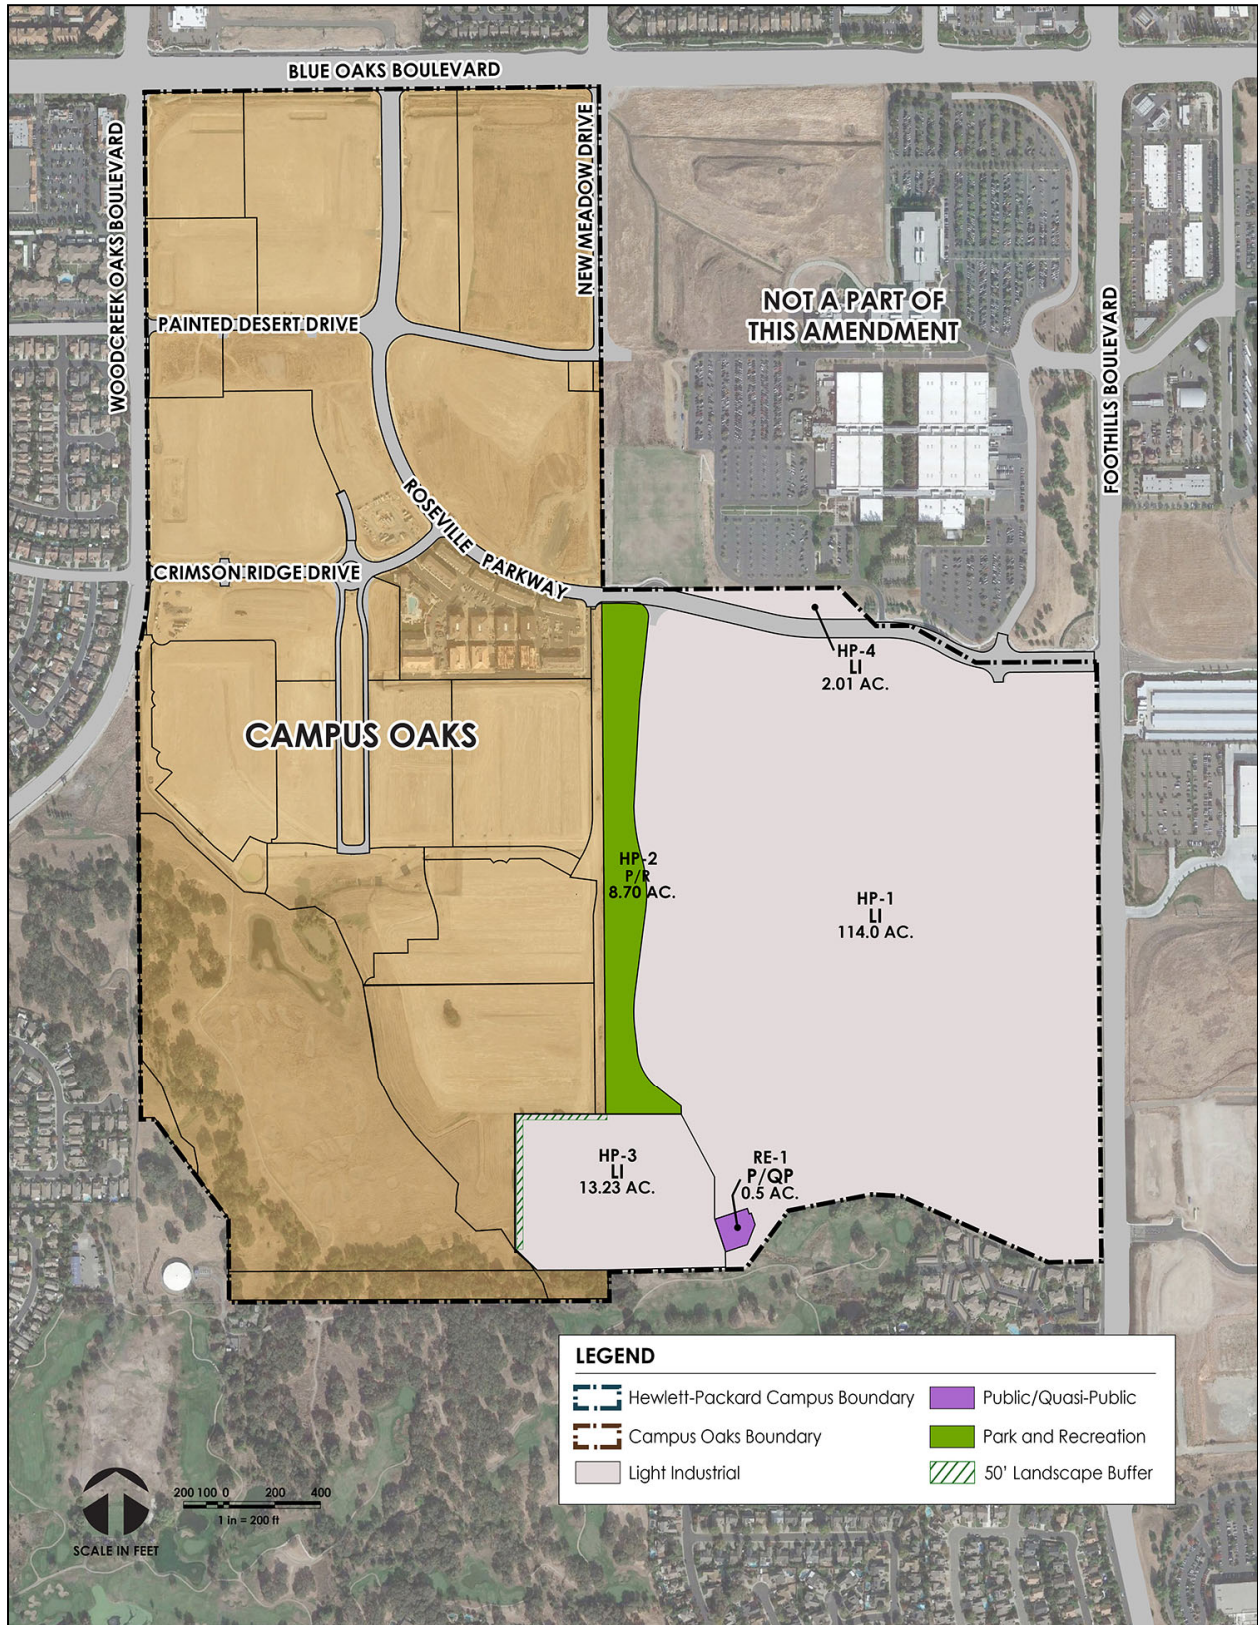 BLUE OAKS BOULEVARD
WOODCREEK OAKS BOULEVARD
NEW MEADOW DRIVE
NOT A PART OF
THIS AMENDMENT
FOOTHILLS BOULEVARD
PAINTED DESERT DRIVE
ROSEVILLE PARKWAY
CRIMSON RIDGE DRIVE
HP-4
LI
2.01 AC.
CAMPUS OAKS
HP-2
P/R
8.70 AC.
HP-1
LI
114.0 AC.
HP-3
LI
13.23 AC.
RE-1
P/QP
0.5 AC.
LEGEND
Hewlett-Packard Campus Boundary
Public/Quasi-Public
Campus Oaks Boundary
Park and Recreation
Light Industrial
50' Landscape Buffer
200 100 0 200 400
1 in = 200 ft
SCALE IN FEET